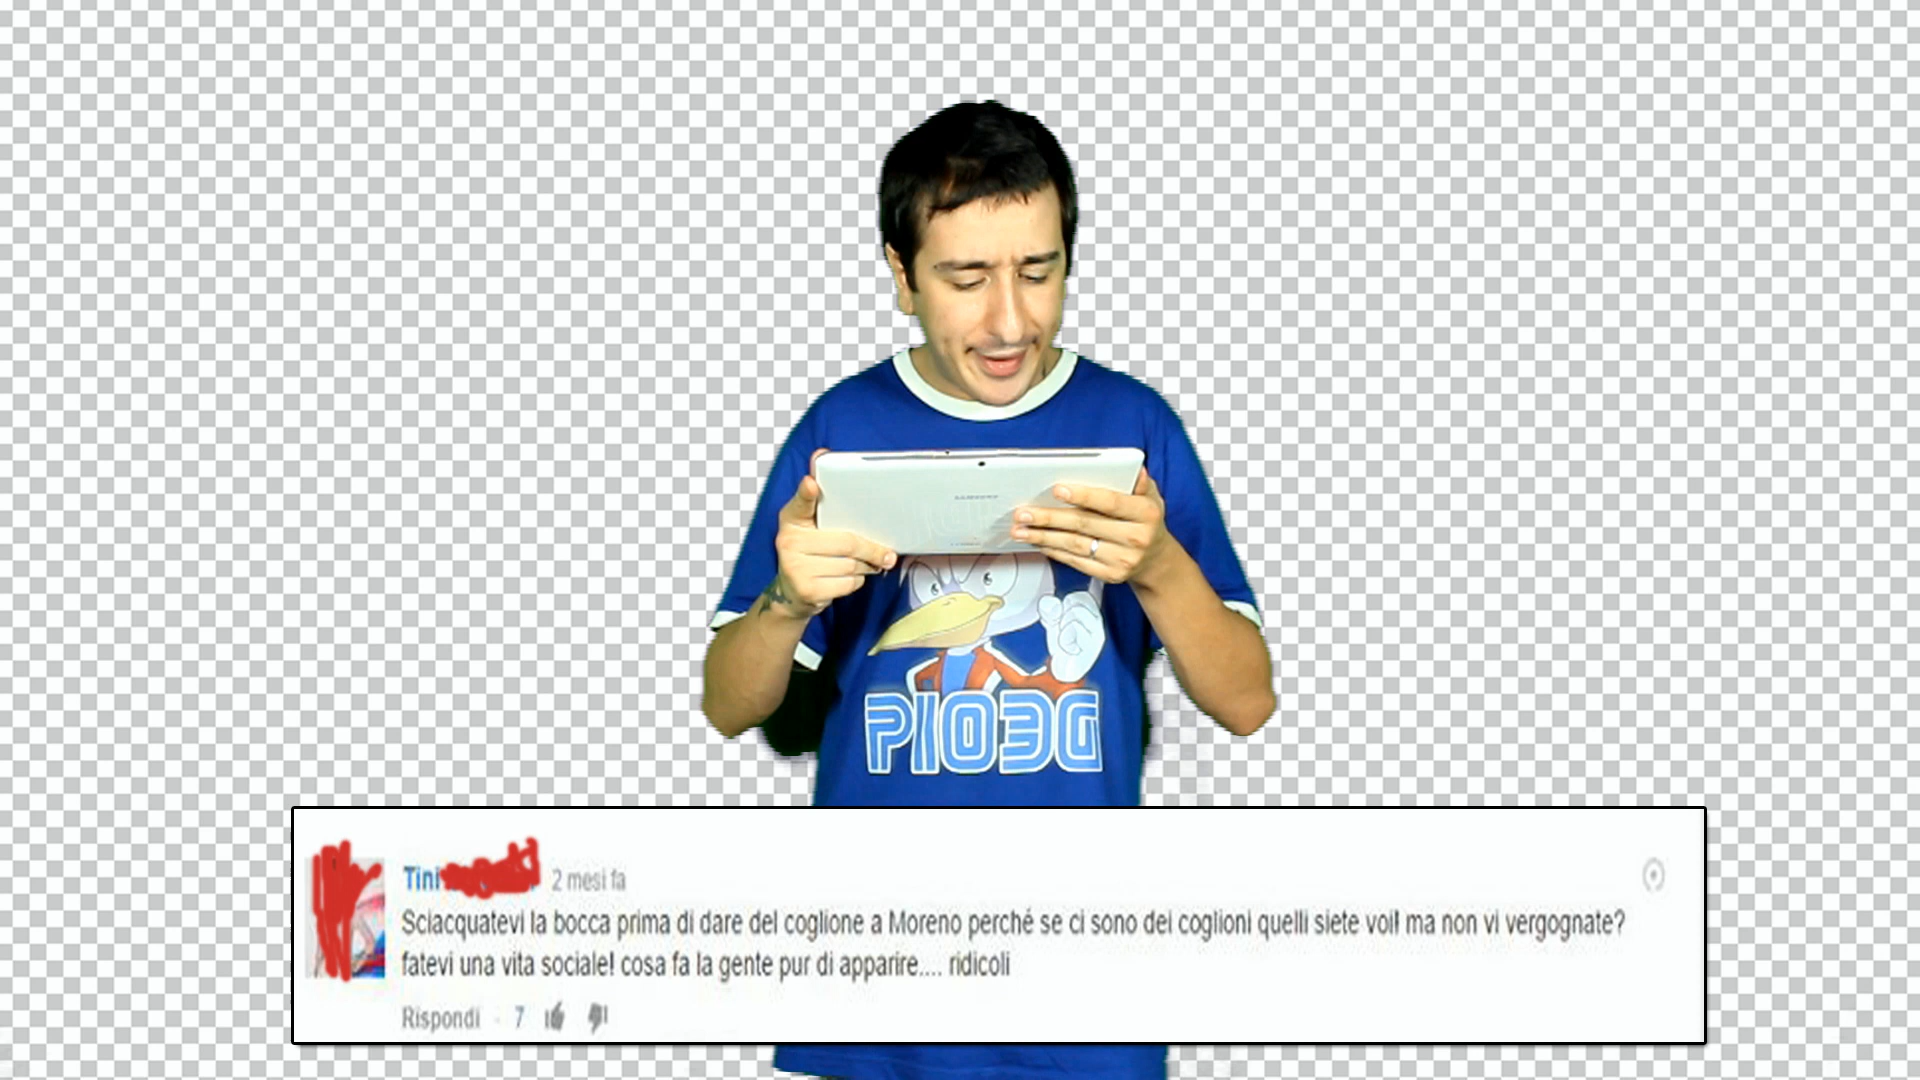 SAMSUNG
PIO3G
Tini
2 mesi fa
Sciacquatevi la bocca prima di dare del coglione a Moreno perché se ci sono dei coglioni quelli siete voi! ma non vi vergognate?
fatevi una vita sociale! cosa fa la gente pur di apparire.... ridicoli
Rispondi · 7